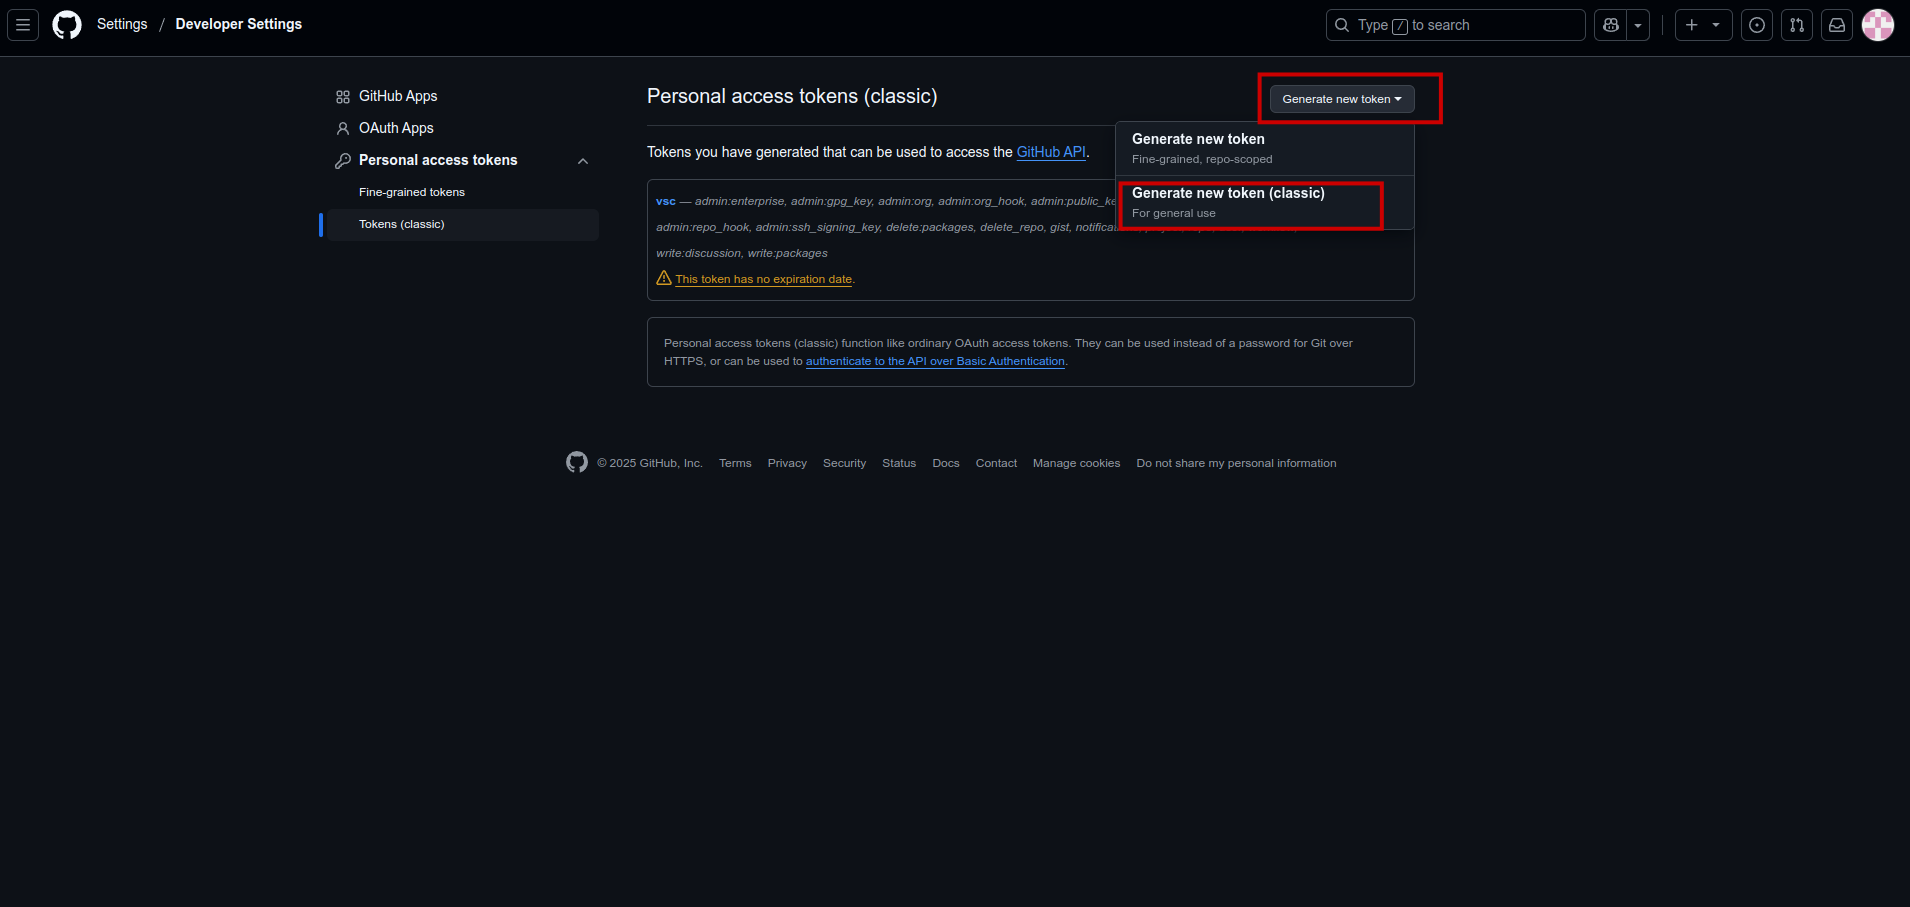 Settings / Developer Settings
Type / to search
GitHub Apps
OAuth Apps
Personal access tokens
Fine-grained tokens
Tokens (classic)
Personal access tokens (classic)
Generate new token
Generate new token
Fine-grained, repo-scoped
Generate new token (classic)
For general use
Tokens you have generated that can be used to access the GitHub API.
vsc — admin:enterprise, admin:gpg_key, admin:org, admin:org_hook,
admin:repo_hook, admin:ssh_signing_key, delete:packages, delete_repo, gist,
write:discussion, write:packages
This token has no expiration date.
Personal access tokens (classic) function like ordinary OAuth access tokens. They can be used instead of a password for Git over
HTTPS, or can be used to authenticate to the API over Basic Authentication.
© 2025 GitHub, Inc. Terms Privacy Security Status Docs Contact Manage cookies Do not share my personal information